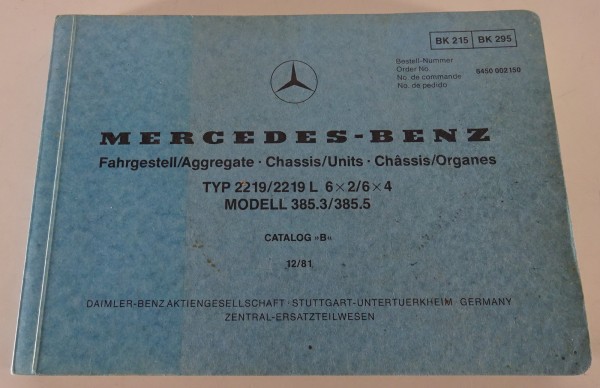 BK 215 BK 295
Bestell-Nummer
Order No.
No. de commande
No. de pedido
6450 002150
MERCEDES-BENZ
Fahrgestell/Aggregate · Chassis/Units · Châssis/Organes
TYP 2219/2219 L 6×2/6×4
MODELL 385.3/385.5
CATALOG »B«
12/81
DAIMLER-BENZ AKTIENGESELLSCHAFT · STUTTGART-UNTERTUERKHEIM · GERMANY
ZENTRAL-ERSATZTEILWESEN